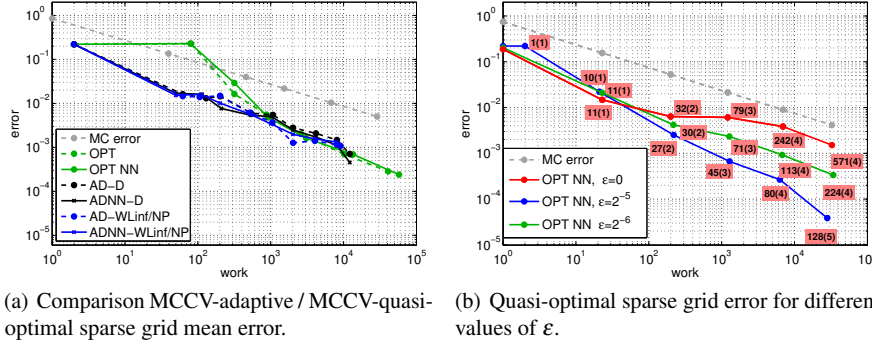 10^0
10^-1
10^-2
10^-3
10^-4
10^-5
error
MC error
OPT
OPT NN
AD-D
ADNN-D
AD-WLinf/NP
ADNN-WLinf/NP
10^0
10^1
10^2
10^3
10^4
10^5
work
10^0
10^-1
10^-2
10^-3
10^-4
10^-5
error
1(1)
10(1)
11(1)
11(1)
32(2)
79(3)
30(2)
27(2)
71(3)
242(4)
45(3)
113(4)
571(4)
80(4)
224(4)
128(5)
MC error
OPT NN, ε=0
OPT NN ε=2^-5
OPT NN ε=2^-6
10^0
10^1
10^2
10^3
10^4
work
(a) Comparison MCCV-adaptive / MCCV-quasi-
optimal sparse grid mean error.
(b) Quasi-optimal sparse grid error for differen
values of ε.